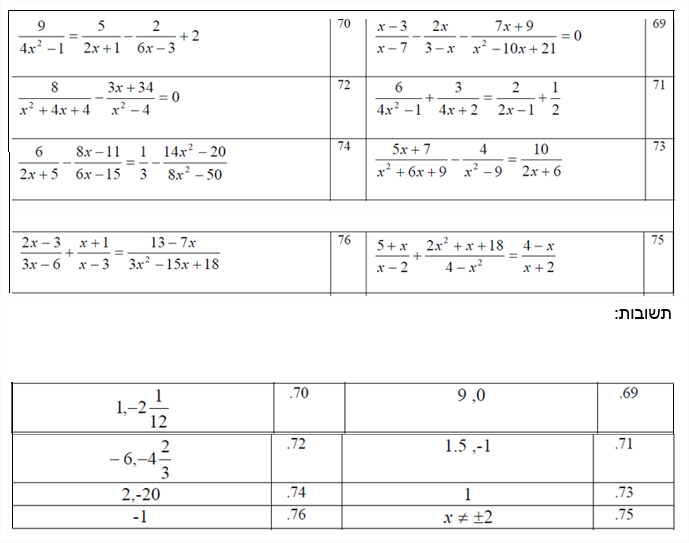 69 (x-3)/(x-7) - 2x/(3-x) - (7x+9)/(x²-10x+21) = 0
70 9/(4x²-1) = 5/(2x+1) - 2/(6x-3) + 2
71 6/(4x²-1) + 3/(4x+2) = 2/(2x-1) + 1/2
72 8/(x²+4x+4) - (3x+34)/(x²-4) = 0
73 (5x+7)/(x²+6x+9) - 4/(x²-9) = 10/(2x+6)
74 6/(2x+5) - (8x-11)/(6x-15) = 1/3 - (14x²-20)/(8x²-50)
75 (5+x)/(x-2) + (2x²+x+18)/(4-x²) = (4-x)/(x+2)
76 (2x-3)/(3x-6) + (x+1)/(x-3) = (13-7x)/(3x²-15x+18)
תשובות:
.69 9 ,0
.70 1,-2 1/12
.71 1.5 ,-1
.72 -6,-4 2/3
.73 1
.74 2,-20
.75 x ≠ ±2
.76 -1